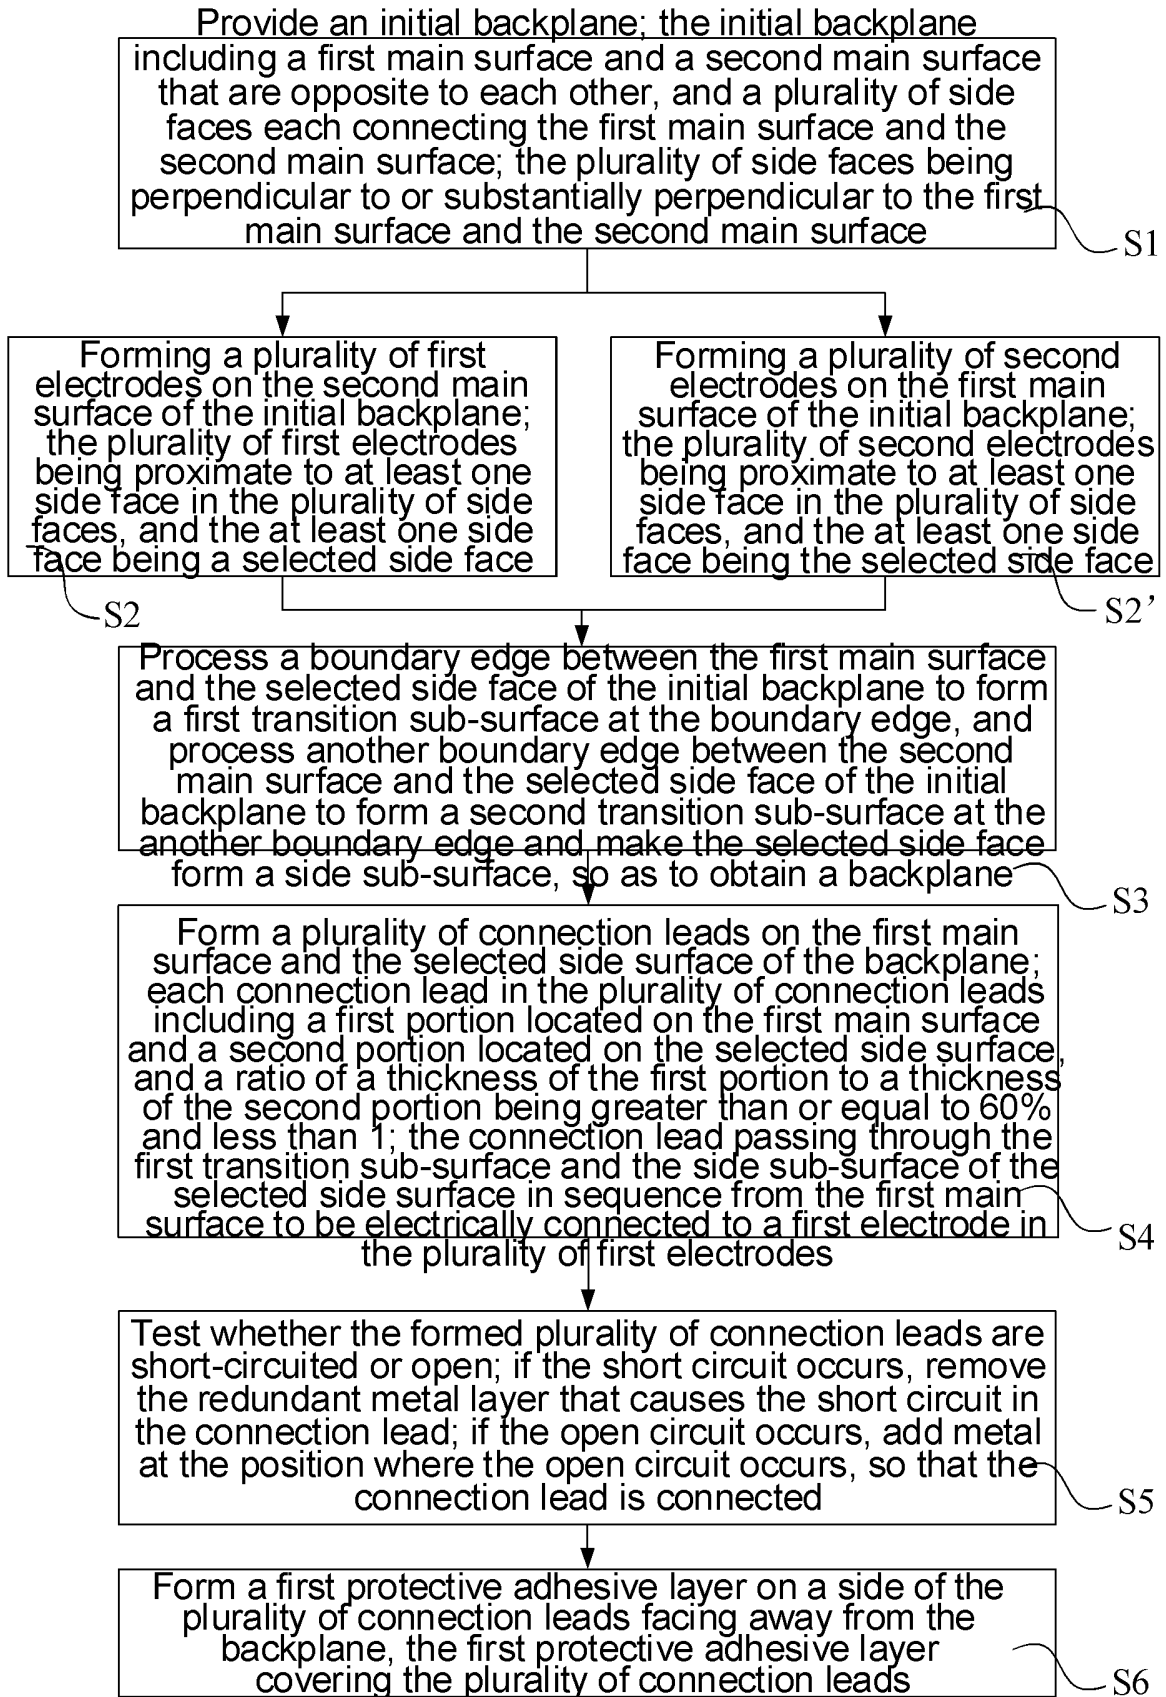 Provide an initial backplane; the initial backplane
including a first main surface and a second main surface
that are opposite to each other, and a plurality of side
faces each connecting the first main surface and the
second main surface; the plurality of side faces being
perpendicular to or substantially perpendicular to the first
main surface and the second main surface
S1
Forming a plurality of first
electrodes on the second main
surface of the initial backplane;
the plurality of first electrodes
being proximate to at least one
side face in the plurality of side
faces, and the at least one side
face being a selected side face
S2
Forming a plurality of second
electrodes on the first main
surface of the initial backplane;
the plurality of second electrodes
being proximate to at least one
side face in the plurality of side
faces, and the at least one side
face being the selected side face
S2’
Process a boundary edge between the first main surface
and the selected side face of the initial backplane to form
a first transition sub-surface at the boundary edge, and
process another boundary edge between the second
main surface and the selected side face of the initial
backplane to form a second transition sub-surface at the
another boundary edge and make the selected side face
form a side sub-surface, so as to obtain a backplane
S3
Form a plurality of connection leads on the first main
surface and the selected side surface of the backplane;
each connection lead in the plurality of connection leads
including a first portion located on the first main surface
and a second portion located on the selected side surface,
and a ratio of a thickness of the first portion to a thickness
of the second portion being greater than or equal to 60%
and less than 1; the connection lead passing through the
first transition sub-surface and the side sub-surface of the
selected side surface in sequence from the first main
surface to be electrically connected to a first electrode in
the plurality of first electrodes
S4
Test whether the formed plurality of connection leads are
short-circuited or open; if the short circuit occurs, remove
the redundant metal layer that causes the short circuit in
the connection lead; if the open circuit occurs, add metal
at the position where the open circuit occurs, so that the
connection lead is connected
S5
Form a first protective adhesive layer on a side of the
plurality of connection leads facing away from the
backplane, the first protective adhesive layer
covering the plurality of connection leads
S6